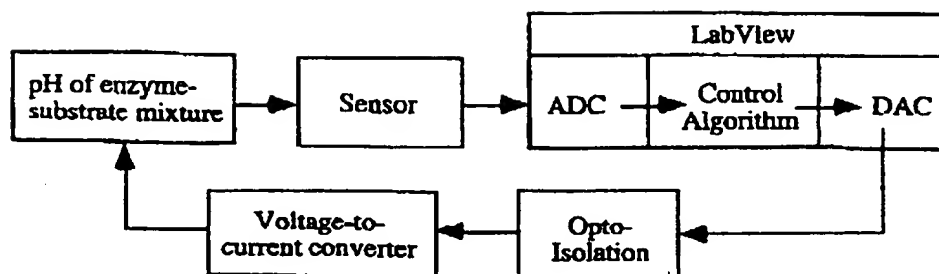 LabView
pH of enzyme-
substrate mixture
Sensor
ADC
Control
Algorithm
DAC
Voltage-to-
current converter
Opto-
Isolation